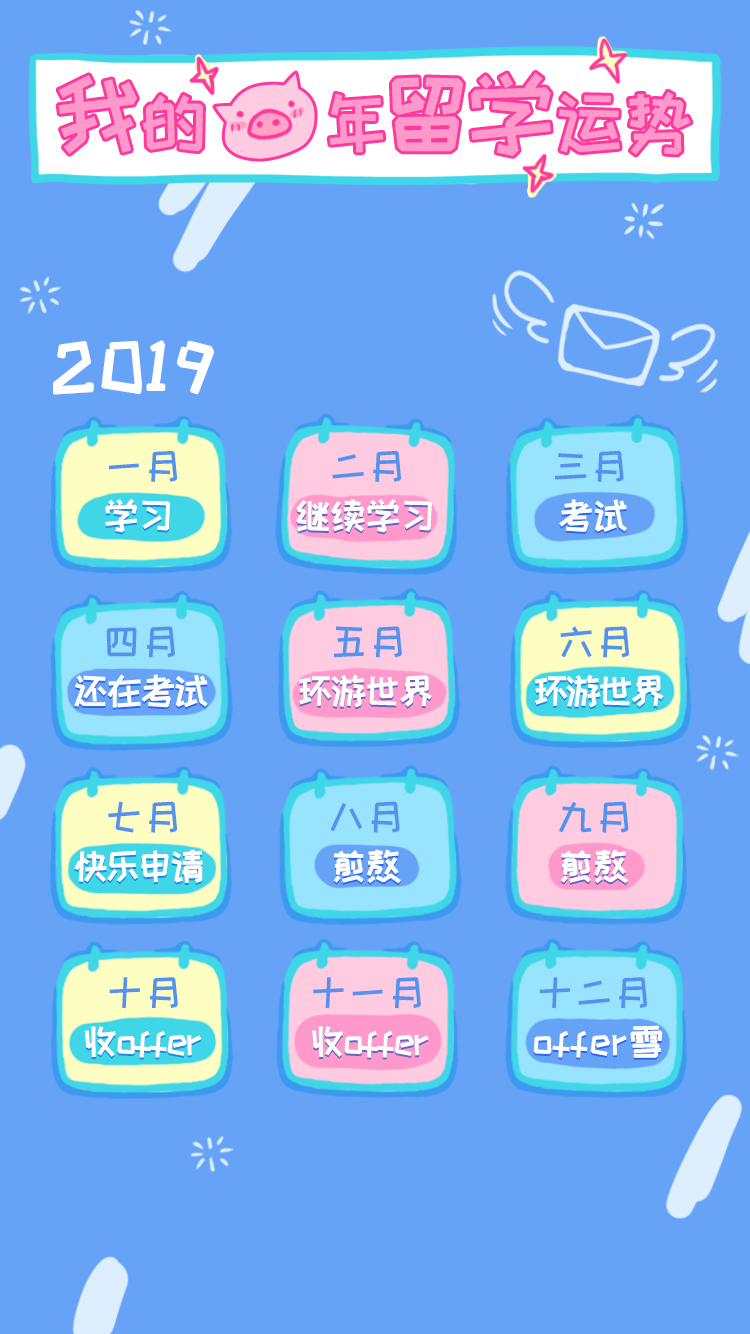 我的年留学运势
2019
一月
学习
二月
继续学习
三月
考试
四月
还在考试
五月
环游世界
六月
环游世界
七月
快乐申请
八月
煎熬
九月
煎熬
十月
收offer
十一月
收offer
十二月
offer雪